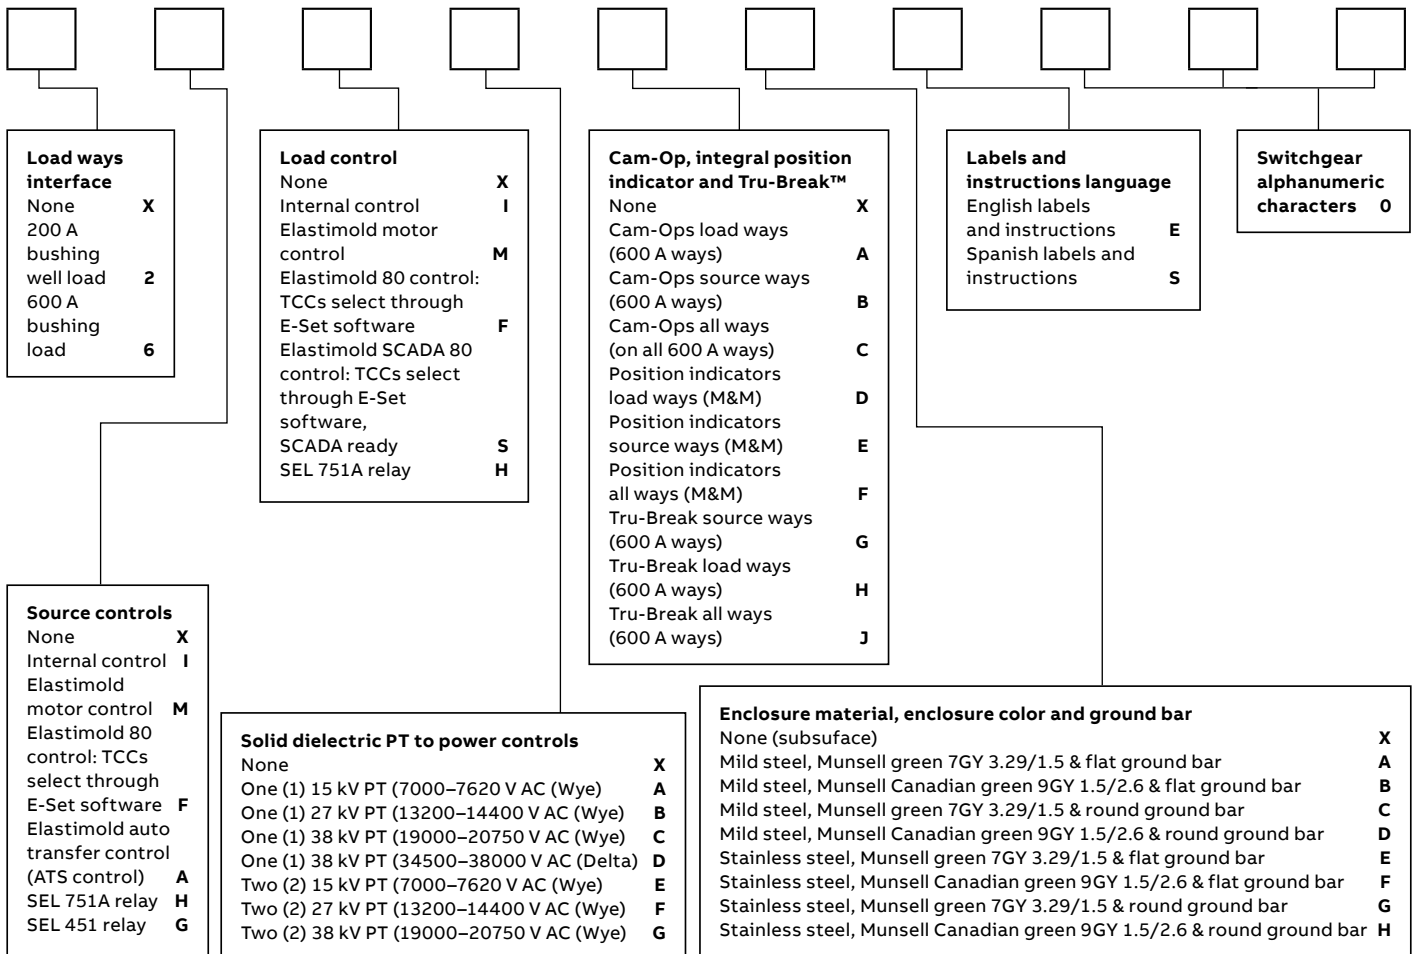 Load ways
interface
None X
200 A
bushing
well load 2
600 A
bushing
load 6
Load control
None X
Internal control I
Elastimold motor
control M
Elastimold 80 control:
TCCs select through
E-Set software F
Elastimold SCADA 80
control: TCCs select
through E-Set
software,
SCADA ready S
SEL 751A relay H
Cam-Op, integral position
indicator and Tru-Break™
None X
Cam-Ops load ways
(600 A ways) A
Cam-Ops source ways
(600 A ways) B
Cam-Ops all ways
(on all 600 A ways) C
Position indicators
load ways (M&M) D
Position indicators
source ways (M&M) E
Position indicators
all ways (M&M) F
Tru-Break source ways
(600 A ways) G
Tru-Break load ways
(600 A ways) H
Tru-Break all ways
(600 A ways) J
Labels and
instructions language
English labels
and instructions E
Spanish labels and
instructions S
Switchgear
alphanumeric
characters 0
Source controls
None X
Internal control I
Elastimold
motor control M
Elastimold 80
control: TCCs
select through
E-Set software F
Elastimold auto
transfer control
(ATS control) A
SEL 751A relay H
SEL 451 relay G
Solid dielectric PT to power controls
None X
One (1) 15 kV PT (7000–7620 V AC (Wye) A
One (1) 27 kV PT (13200–14400 V AC (Wye) B
One (1) 38 kV PT (19000–20750 V AC (Wye) C
One (1) 38 kV PT (34500–38000 V AC (Delta) D
Two (2) 15 kV PT (7000–7620 V AC (Wye) E
Two (2) 27 kV PT (13200–14400 V AC (Wye) F
Two (2) 38 kV PT (19000–20750 V AC (Wye) G
Enclosure material, enclosure color and ground bar
None (subsuface) X
Mild steel, Munsell green 7GY 3.29/1.5 & flat ground bar A
Mild steel, Munsell Canadian green 9GY 1.5/2.6 & flat ground bar B
Mild steel, Munsell green 7GY 3.29/1.5 & round ground bar C
Mild steel, Munsell Canadian green 9GY 1.5/2.6 & round ground bar D
Stainless steel, Munsell green 7GY 3.29/1.5 & flat ground bar E
Stainless steel, Munsell Canadian green 9GY 1.5/2.6 & flat ground bar F
Stainless steel, Munsell green 7GY 3.29/1.5 & round ground bar G
Stainless steel, Munsell Canadian green 9GY 1.5/2.6 & round ground bar H